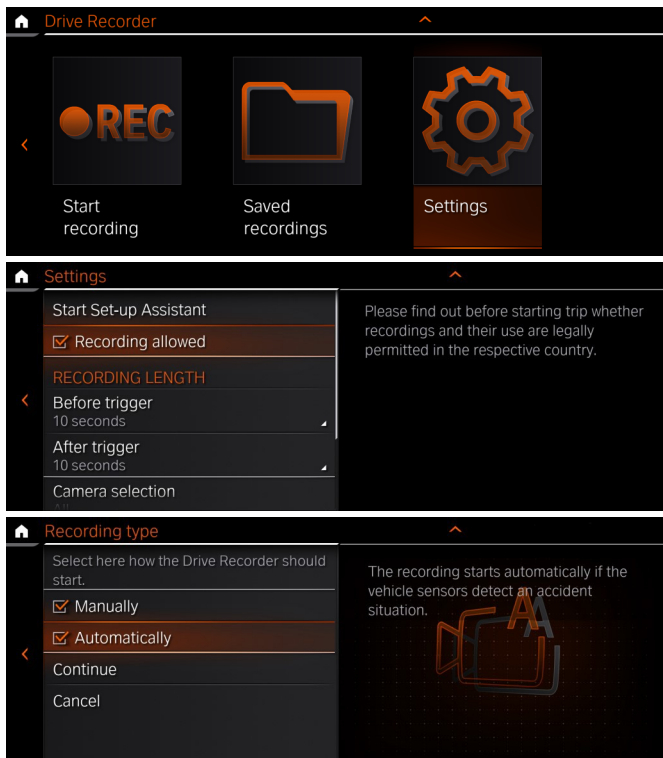 Drive Recorder
REC
Start
recording
Saved
recordings
Settings
Settings
Start Set-up Assistant
Recording allowed
RECORDING LENGTH
Before trigger
10 seconds
After trigger
10 seconds
Camera selection
All
Please find out before starting trip whether
recordings and their use are legally
permitted in the respective country.
Recording type
Select here how the Drive Recorder should
start.
Manually
Automatically
Continue
Cancel
The recording starts automatically if the
vehicle sensors detect an accident
situation.
A